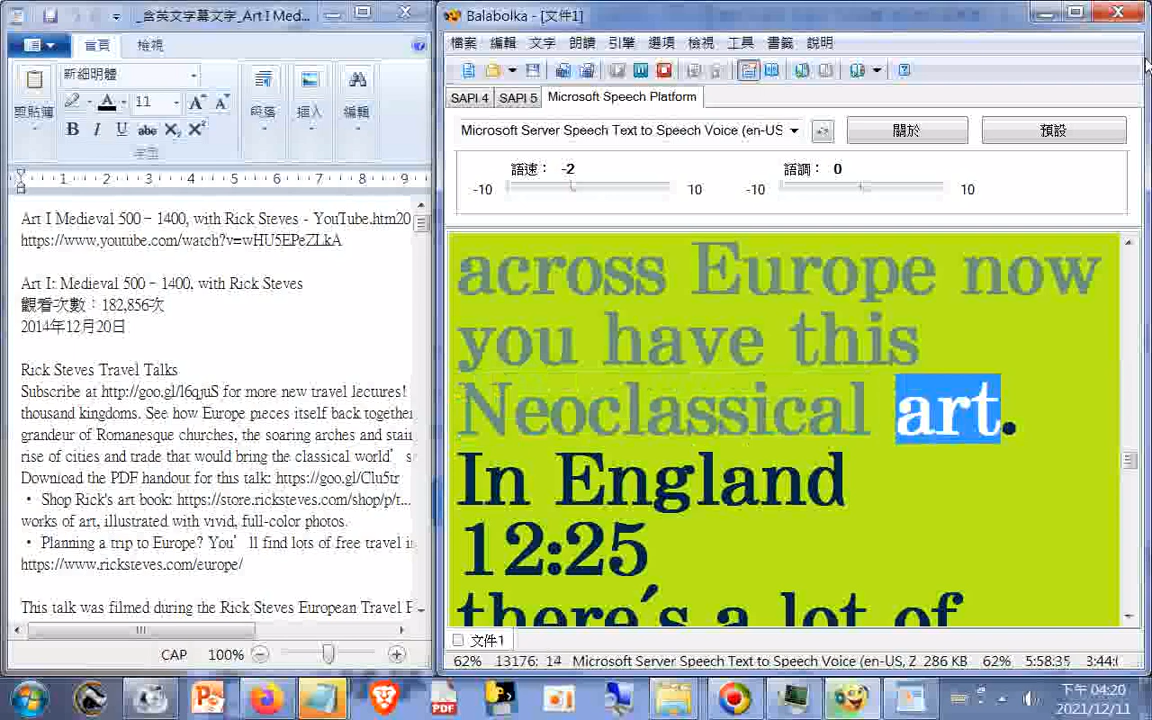 _含英文字幕文字_Art I Med...
首頁
檢視
新細明體
11
剪貼簿
段落
插入
編輯
B I U abc X₂ X²
字型
1 2 3 4 5 6 7 8 9
Art I Medieval 500 – 1400, with Rick Steves - YouTube.htm20
https://www.youtube.com/watch?v=wHU5EPeZLkA
Art I: Medieval 500 – 1400, with Rick Steves
觀看次數：182,856次
2014年12月20日
Rick Steves Travel Talks
Subscribe at http://goo.gl/l6qjuS for more new travel lectures!
thousand kingdoms. See how Europe pieces itself back together
grandeur of Romanesque churches, the soaring arches and stai
rise of cities and trade that would bring the classical world’s
Download the PDF handout for this talk: https://goo.gl/Clu5tr
• Shop Rick's art book: https://store.ricksteves.com/shop/p/t...
works of art, illustrated with vivid, full-color photos.
• Planning a trip to Europe? You’ll find lots of free travel i
https://www.ricksteves.com/europe/
This talk was filmed during the Rick Steves European Travel F
CAP 100%
Balabolka - [文件1]
檔案 編輯 文字 朗讀 引擎 選項 檢視 工具 書籤 說明
SAPI 4 SAPI 5 Microsoft Speech Platform
Microsoft Server Speech Text to Speech Voice (en-US
關於
預設
語速： -2
語調： 0
-10 10 -10 10
across Europe now
you have this
Neoclassical art.
In England
12:25
there's a lot of
文件1
62% 13176: 14 Microsoft Server Speech Text to Speech Voice (en-US, Z 286 KB 62% 5:58:35 3:44:0
PDF
下午 04:20
2021/12/11